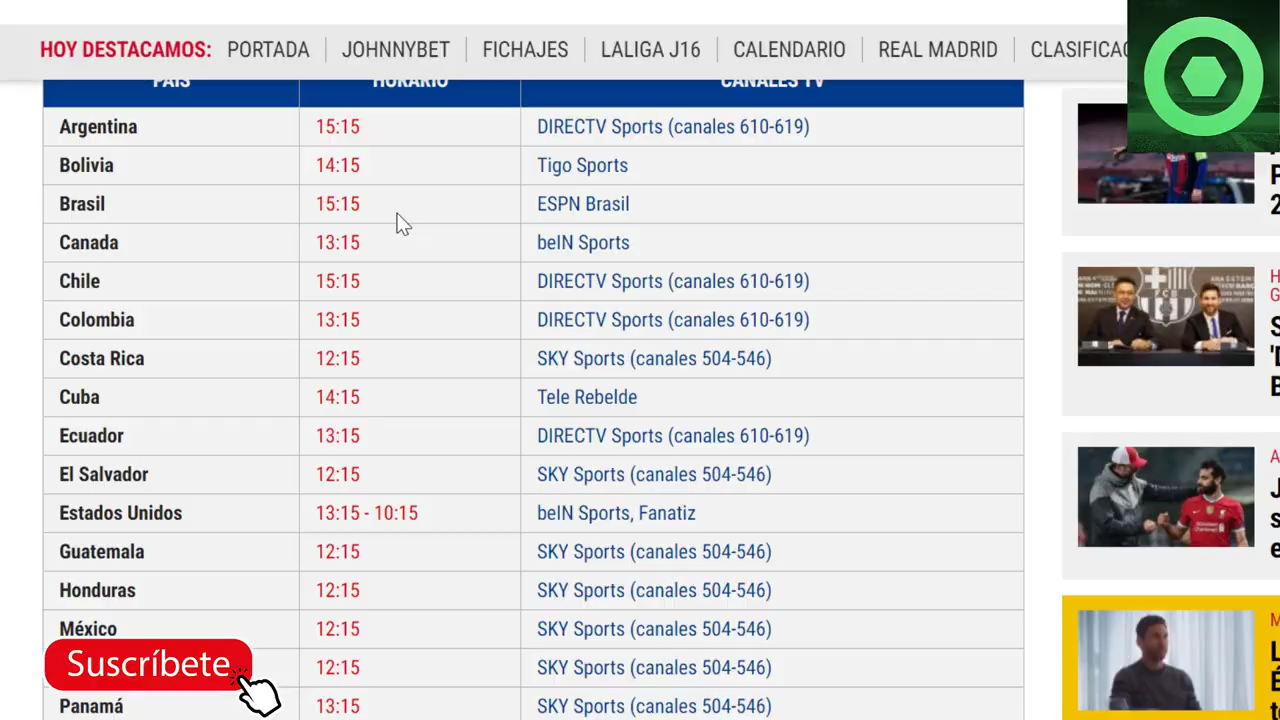 HOY DESTACAMOS: PORTADA JOHNNYBET FICHAJES LALIGA J16 CALENDARIO REAL MADRID
PAÍS HORARIO CANALES TV
Argentina 15:15 DIRECTV Sports (canales 610-619)
Bolivia 14:15 Tigo Sports
Brasil 15:15 ESPN Brasil
Canada 13:15 beIN Sports
Chile 15:15 DIRECTV Sports (canales 610-619)
Colombia 13:15 DIRECTV Sports (canales 610-619)
Costa Rica 12:15 SKY Sports (canales 504-546)
Cuba 14:15 Tele Rebelde
Ecuador 13:15 DIRECTV Sports (canales 610-619)
El Salvador 12:15 SKY Sports (canales 504-546)
Estados Unidos 13:15 - 10:15 beIN Sports, Fanatiz
Guatemala 12:15 SKY Sports (canales 504-546)
Honduras 12:15 SKY Sports (canales 504-546)
México 12:15 SKY Sports (canales 504-546)
12:15 SKY Sports (canales 504-546)
Panamá 13:15 SKY Sports (canales 504-546)
Suscríbete